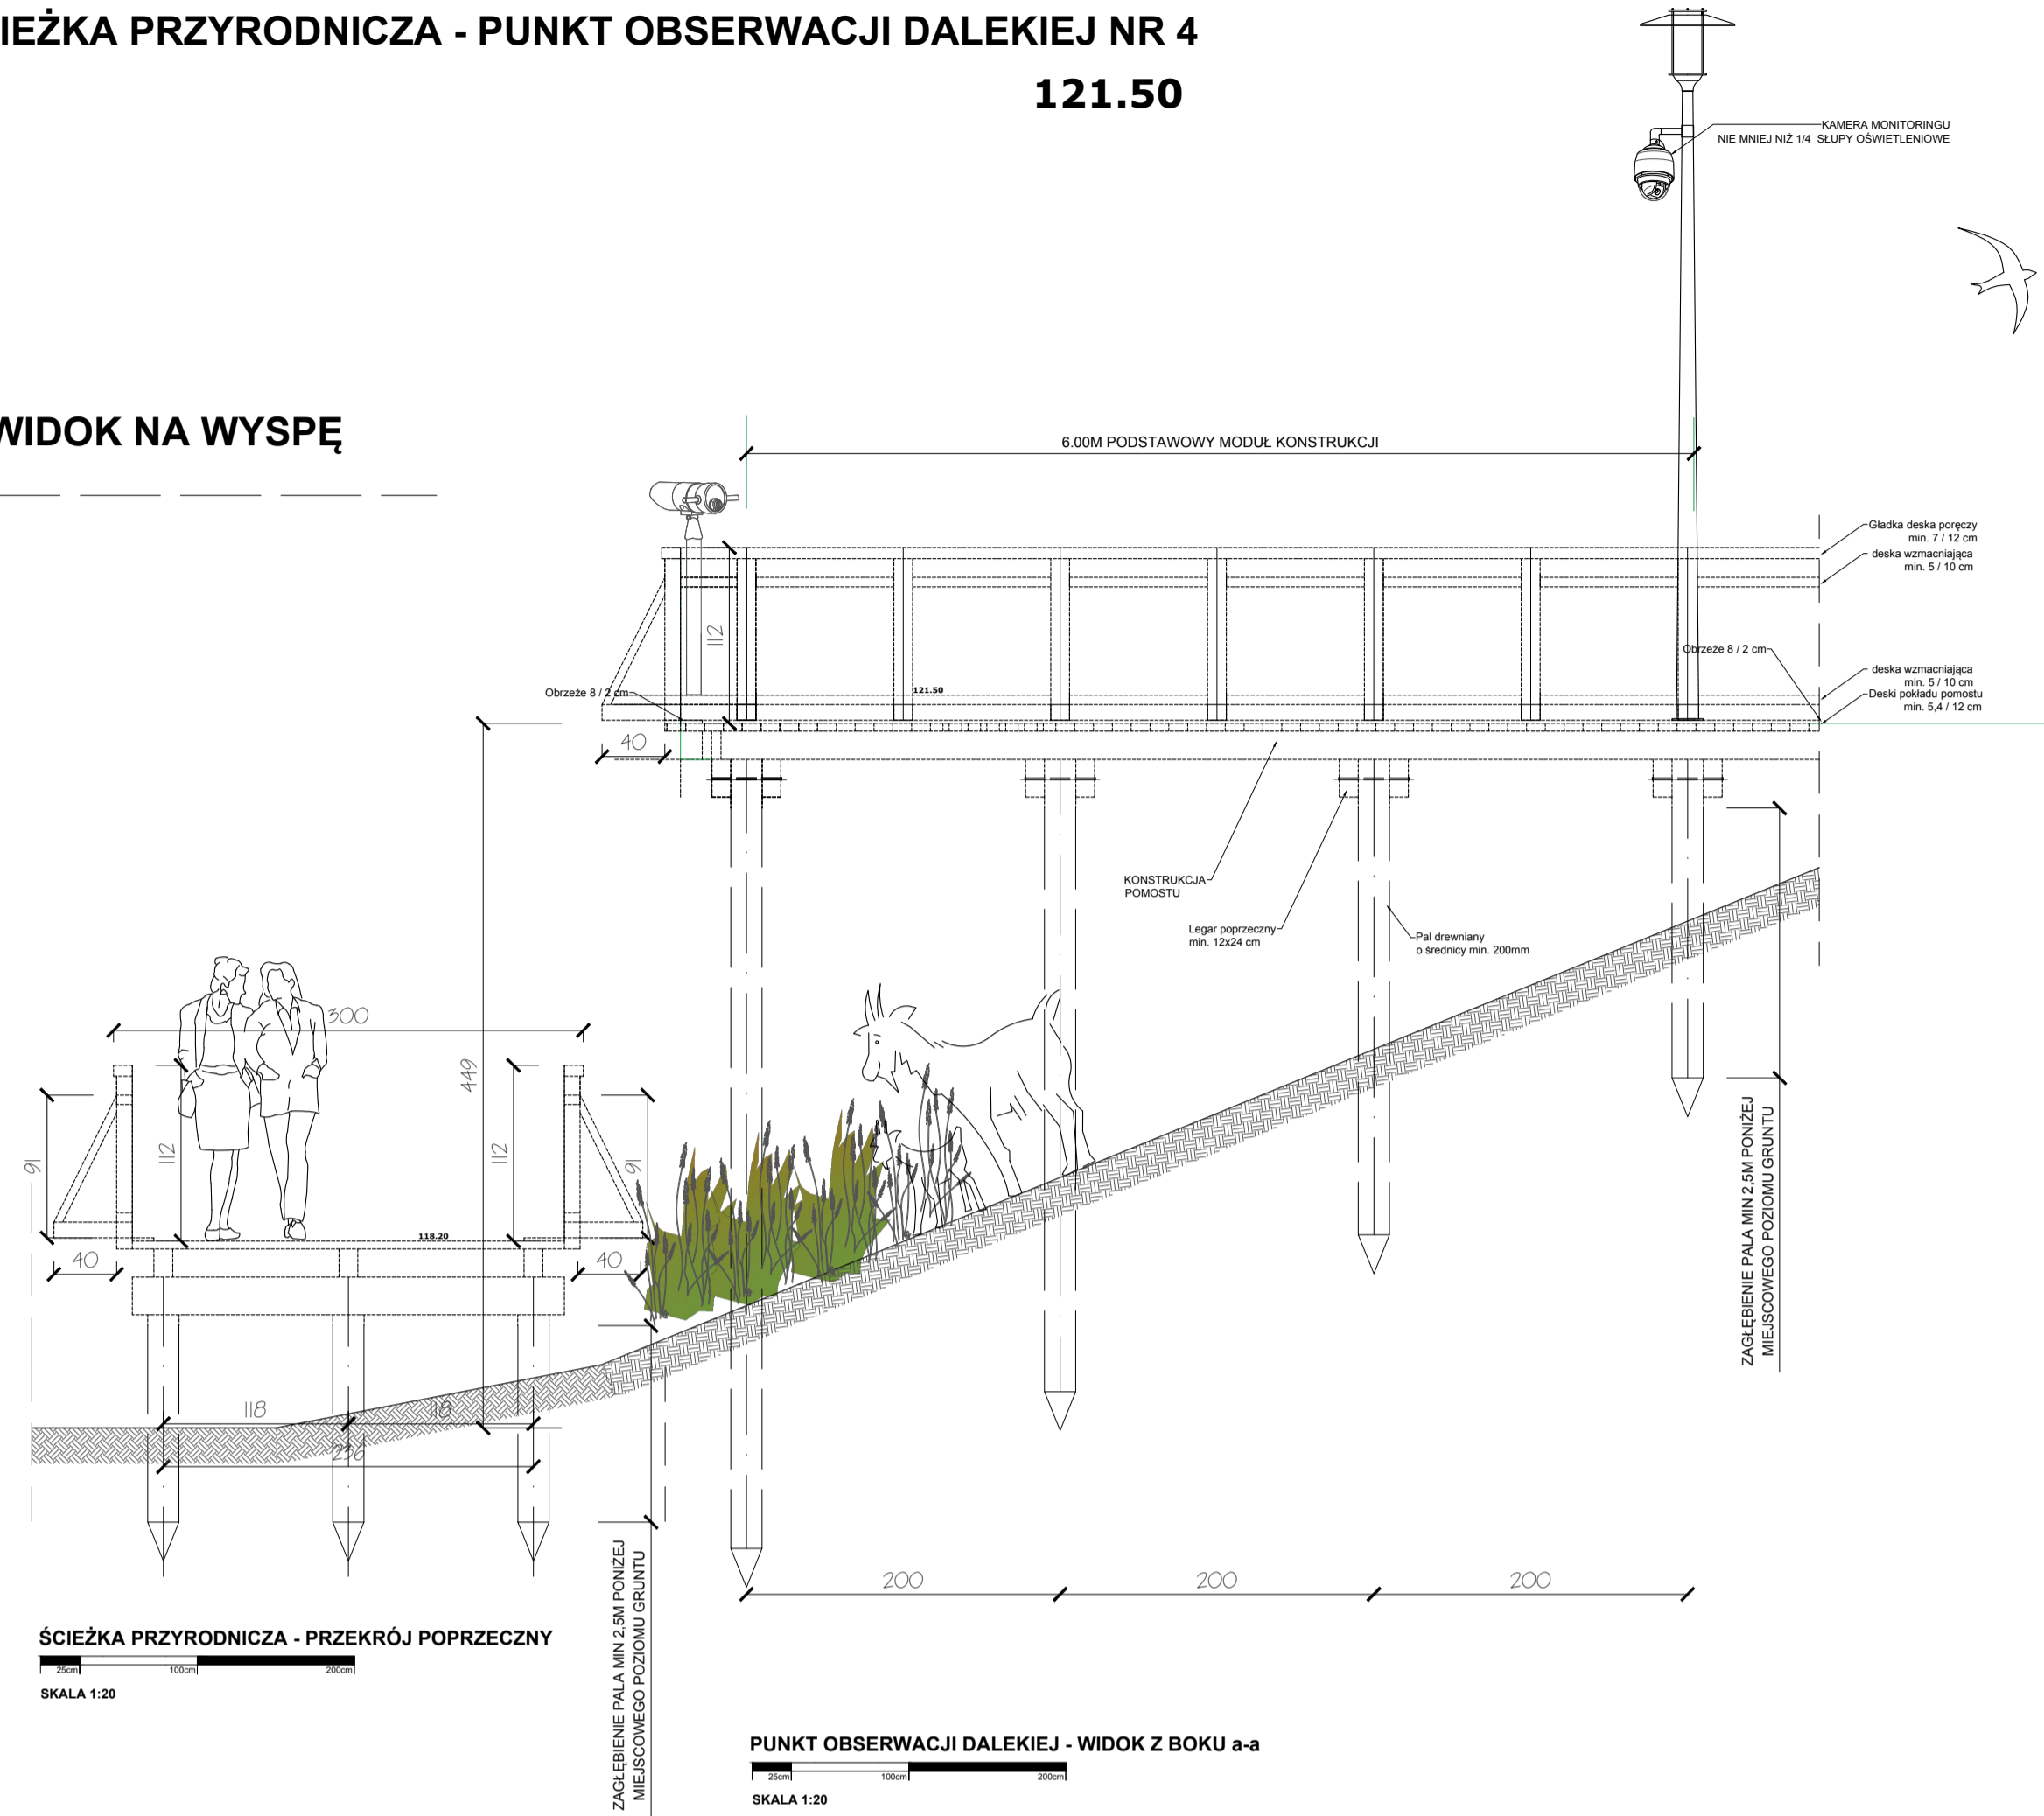 IEŻKA PRZYRODNICZA - PUNKT OBSERWACJI DALEKIEJ NR 4
121.50
KAMERA MONITORINGU
NIE MNIEJ NIŻ 1/4 SŁUPY OŚWIETLENIOWE
WIDOK NA WYSPĘ
6.00M PODSTAWOWY MODUŁ KONSTRUKCJI
Gładka deska poręczy
min. 7 / 12 cm
deska wzmacniająca
min. 5 / 10 cm
112
Obrzeże 8 / 2 cm
deska wzmacniająca
min. 5 / 10 cm
Obrzeże 8 / 2 cm
121.50
Deski pokładu pomostu
min. 5,4 / 12 cm
40
KONSTRUKCJA
POMOSTU
Legar poprzeczny
min. 12x24 cm
Pal drewniany
o średnicy min. 200mm
300
449
91
112
112
91
118.20
40
40
118
118
236
ZAGŁĘBIENIE PALA MIN 2,5M PONIŻEJ
MIEJSCOWEGO POZIOMU GRUNTU
ZAGŁĘBIENIE PALA MIN 2,5M PONIŻEJ
MIEJSCOWEGO POZIOMU GRUNTU
200
200
200
ŚCIEŻKA PRZYRODNICZA - PRZEKRÓJ POPRZECZNY
25cm 100cm 200cm
SKALA 1:20
PUNKT OBSERWACJI DALEKIEJ - WIDOK Z BOKU a-a
25cm 100cm 200cm
SKALA 1:20